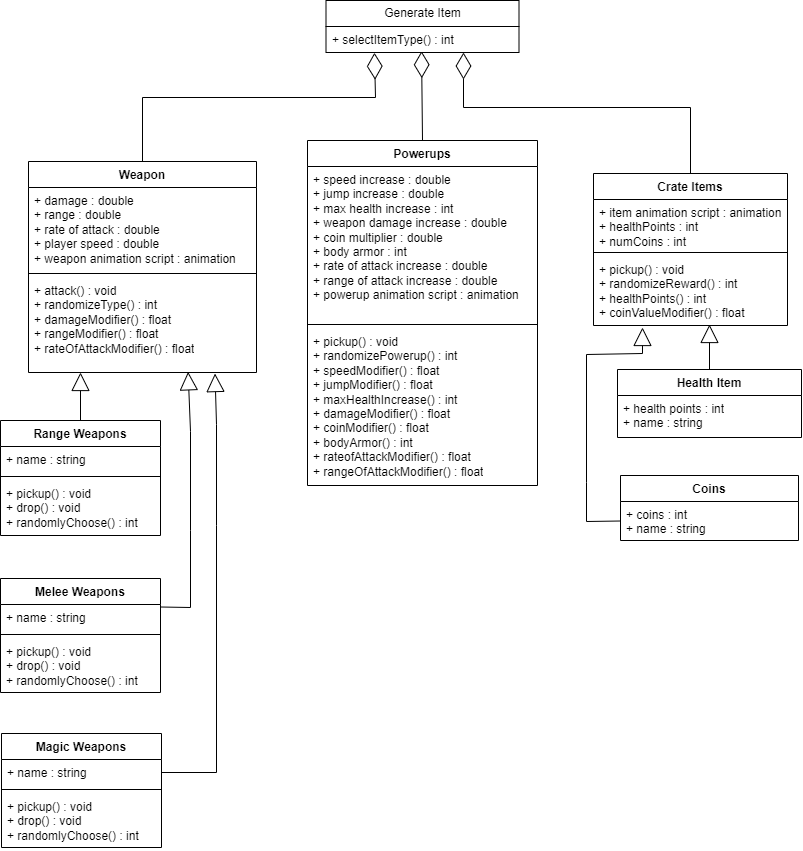 Generate Item
+ selectItemType() : int
Weapon
+ damage : double
+ range : double
+ rate of attack : double
+ player speed : double
+ weapon animation script : animation
+ attack() : void
+ randomizeType() : int
+ damageModifier() : float
+ rangeModifier() : float
+ rateOfAttackModifier() : float
Powerups
+ speed increase : double
+ jump increase : double
+ max health increase : int
+ weapon damage increase : double
+ coin multiplier : double
+ body armor : int
+ rate of attack increase : double
+ range of attack increase : double
+ powerup animation script : animation
+ pickup() : void
+ randomizePowerup() : int
+ speedModifier() : float
+ jumpModifier() : float
+ maxHealthIncrease() : int
+ damageModifier() : float
+ coinModifier() : float
+ bodyArmor() : int
+ rateofAttackModifier() : float
+ rangeOfAttackModifier() : float
Crate Items
+ item animation script : animation
+ healthPoints : int
+ numCoins : int
+ pickup() : void
+ randomizeReward() : int
+ healthPoints() : int
+ coinValueModifier() : float
Health Item
+ health points : int
+ name : string
Coins
+ coins : int
+ name : string
Range Weapons
+ name : string
+ pickup() : void
+ drop() : void
+ randomlyChoose() : int
Melee Weapons
+ name : string
+ pickup() : void
+ drop() : void
+ randomlyChoose() : int
Magic Weapons
+ name : string
+ pickup() : void
+ drop() : void
+ randomlyChoose() : int